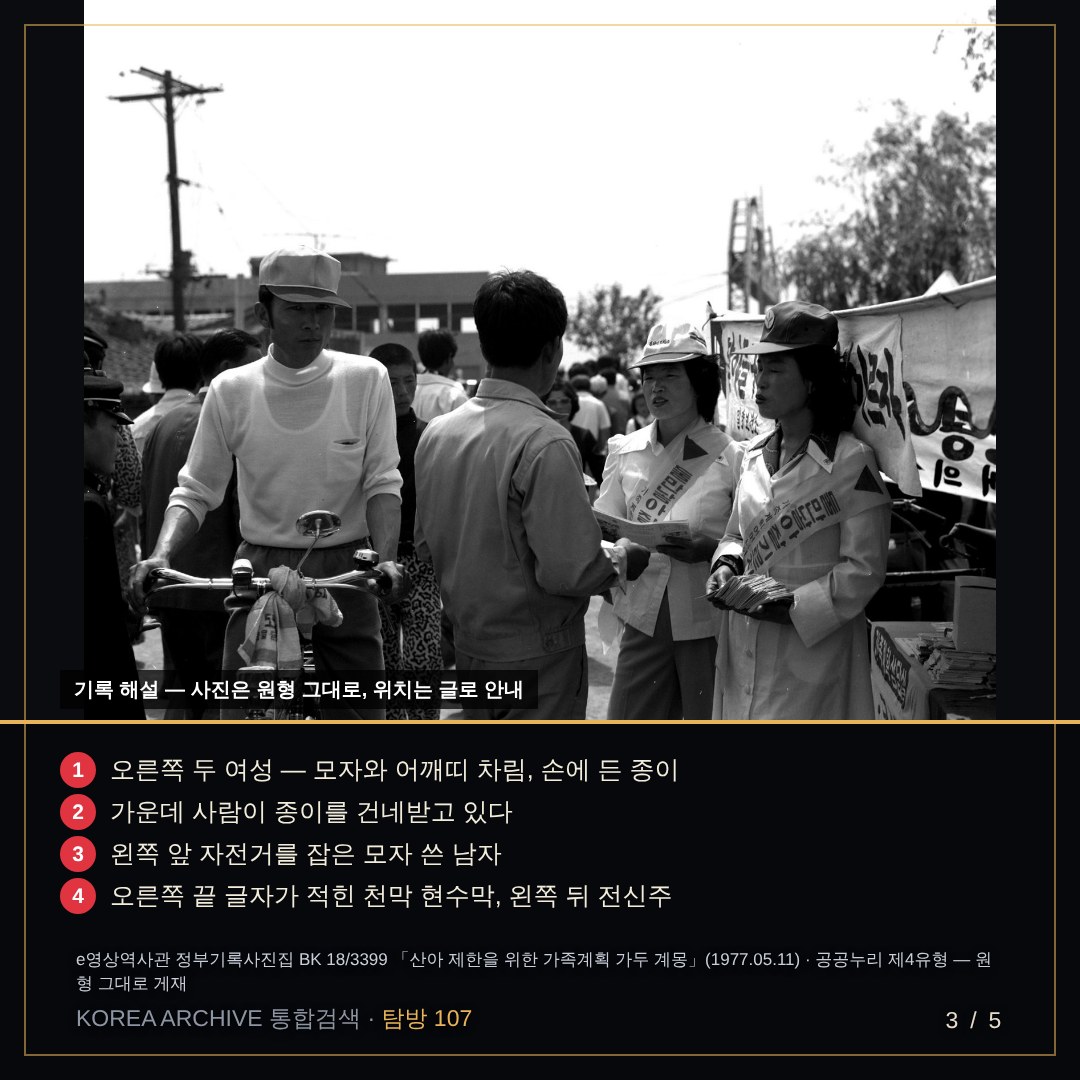 기록 해설 — 사진은 원형 그대로, 위치는 글로 안내
1 오른쪽 두 여성 — 모자와 어깨띠 차림, 손에 든 종이
2 가운데 사람이 종이를 건네받고 있다
3 왼쪽 앞 자전거를 잡은 모자 쓴 남자
4 오른쪽 끝 글자가 적힌 천막 현수막, 왼쪽 뒤 전신주
e영상역사관 정부기록사진집 BK 18/3399 「산아 제한을 위한 가족계획 가두 계몽」(1977.05.11) · 공공누리 제4유형 — 원
형 그대로 게재
KOREA ARCHIVE 통합검색 · 탐방 107
3 / 5